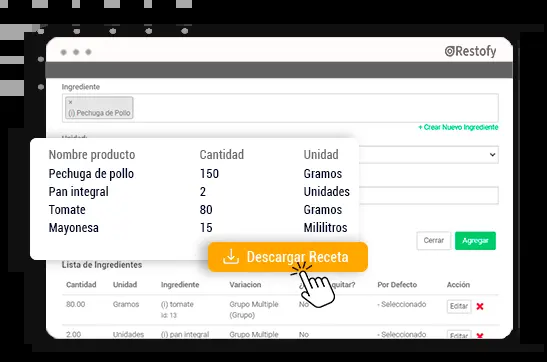 Restofy
Ingrediente
×
(i) Pechuga de Pollo
+ Crear Nuevo Ingrediente
Unidad:
Nombre producto Cantidad Unidad
Pechuga de pollo 150 Gramos
Pan integral 2 Unidades
Tomate 80 Gramos
Mayonesa 15 Mililitros
Cerrar Agregar
Descargar Receta
Lista de Ingredientes
Cantidad Unidad Ingrediente Variacion quitar? Por Defecto Acción
80.00 Gramos (i) tomate Grupo Multiple No - Seleccionado Editar
Id: 13 (Grupo)
2.00 Unidades (i) pan integral Grupo Multiple No - Seleccionado Editar